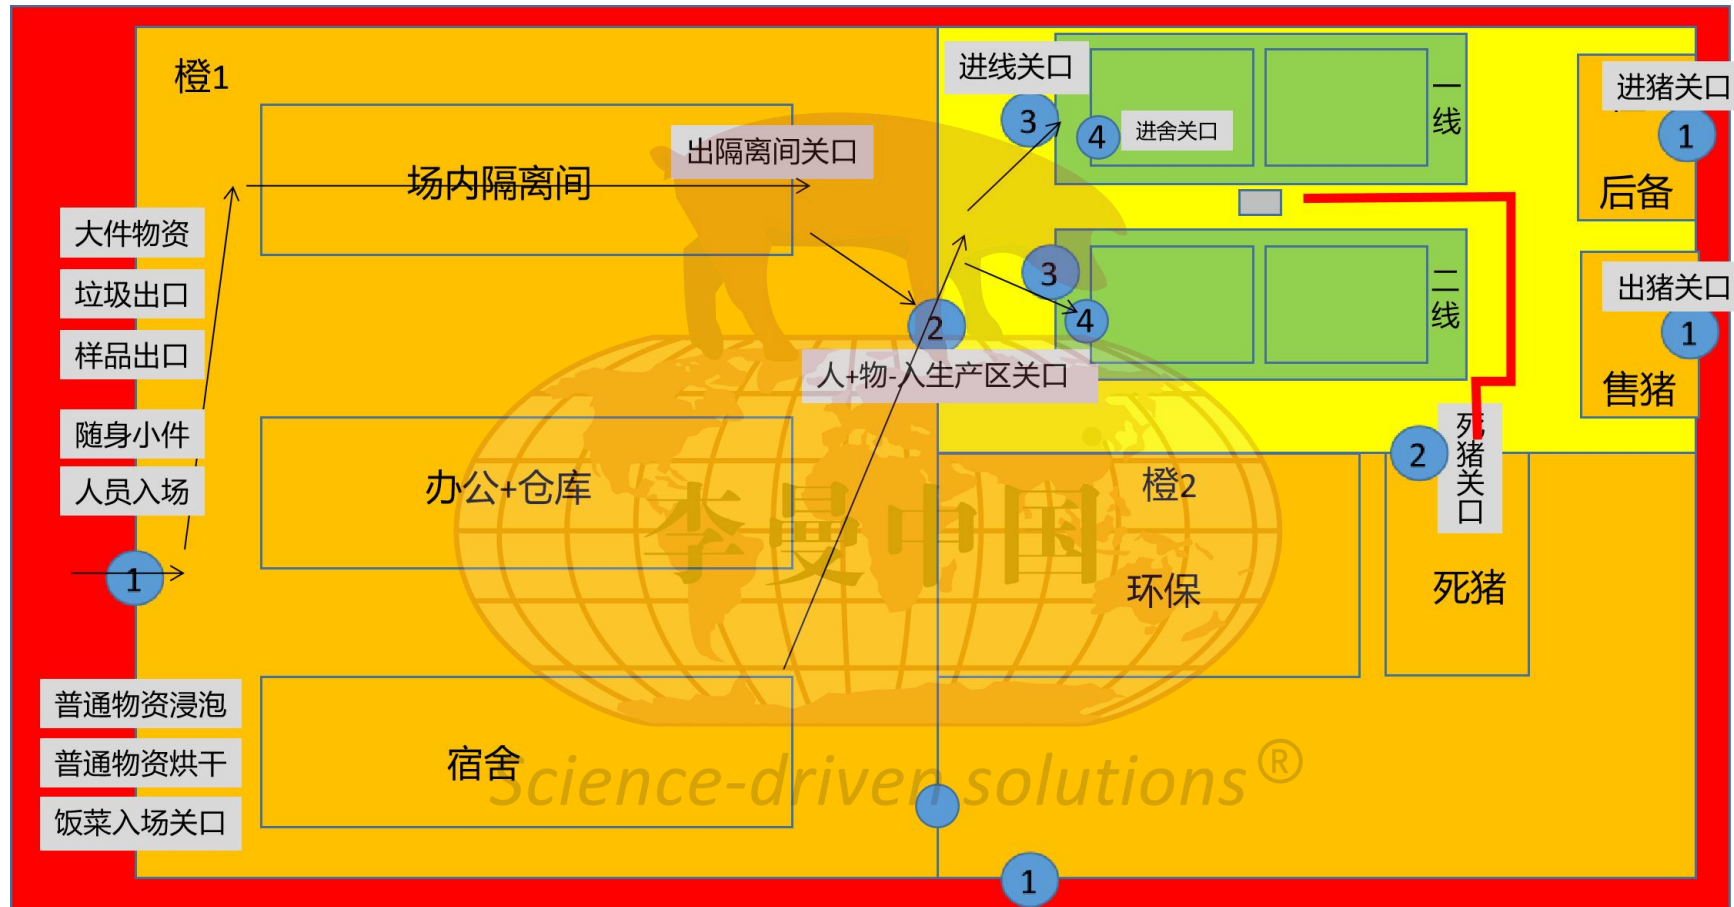 橙1
场内隔离间
出隔离间关口
大件物资
垃圾出口
样品出口
随身小件
人员入场
1
普通物资浸泡
普通物资烘干
饭菜入场关口
办公+仓库
宿舍
2
人+物-入生产区关口
进线关口
3
4
进舍关口
一线
3
4
二线
进猪关口
1
后备
出猪关口
1
售猪
2
死猪关口
死猪
橙2
环保
1
李曼中国
Science-driven solutions®